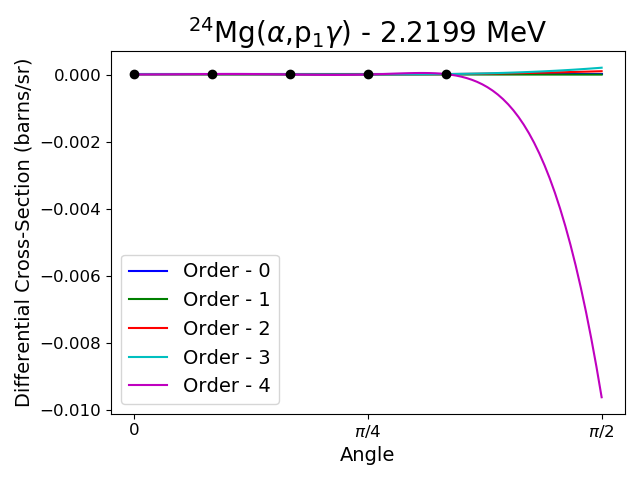 ²⁴Mg(α,p₁γ) - 2.2199 MeV
Differential Cross-Section (barns/sr)
0.000
−0.002
−0.004
−0.006
−0.008
−0.010
Order - 0
Order - 1
Order - 2
Order - 3
Order - 4
0
π/4
π/2
Angle